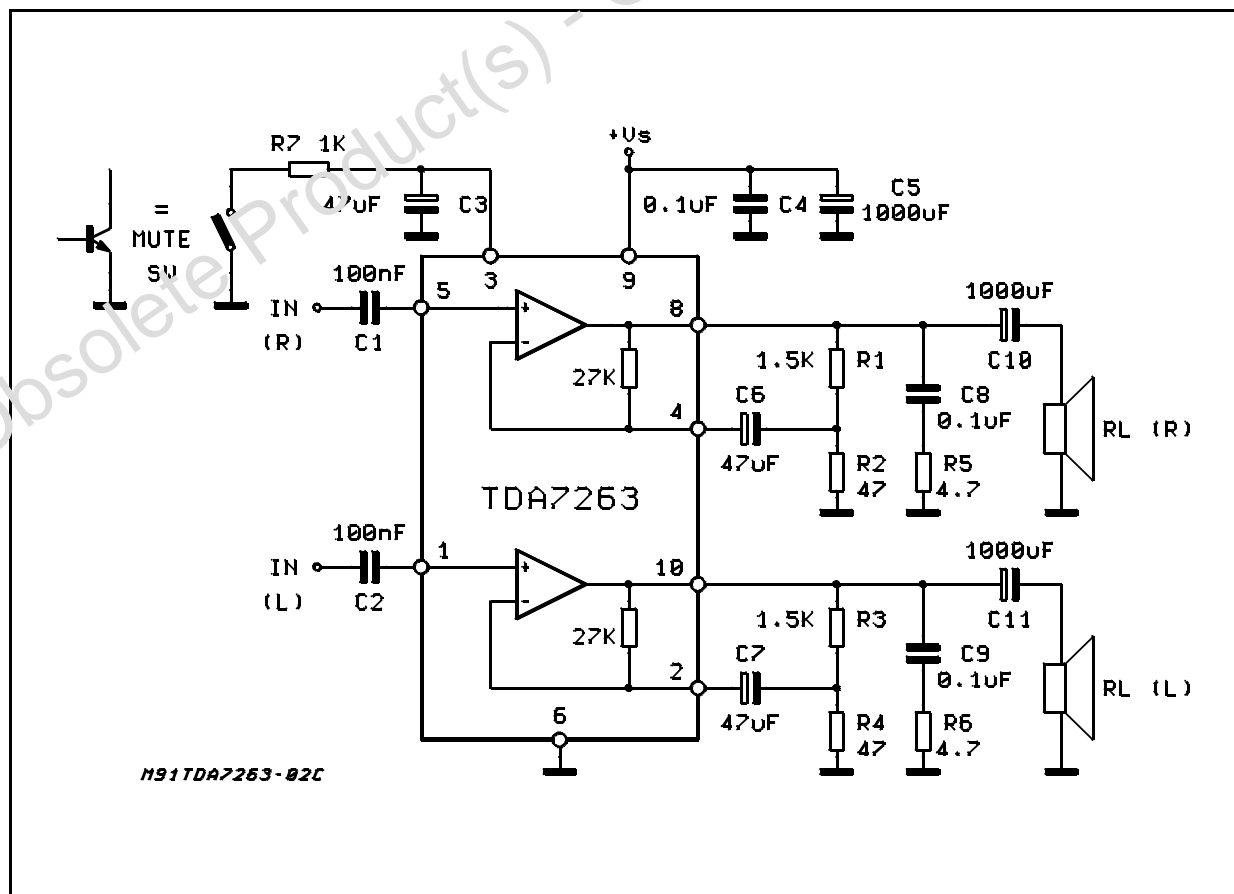 Obsolete Product(s) -
+Vs
R7 1K
47uF
C3
0.1uF
C4
C5
1000uF
=
MUTE
SW
3
9
100nF
IN
(R)
C1
5
+
-
27K
8
4
1.5K
R1
C6
47uF
R2
47
C8
0.1uF
R5
4.7
1000uF
C10
RL (R)
TDA7263
100nF
IN
(L)
C2
1
+
-
27K
10
2
1.5K
R3
C7
47uF
R4
47
C9
0.1uF
R6
4.7
1000uF
C11
RL (L)
6
M91TDA7263-02C